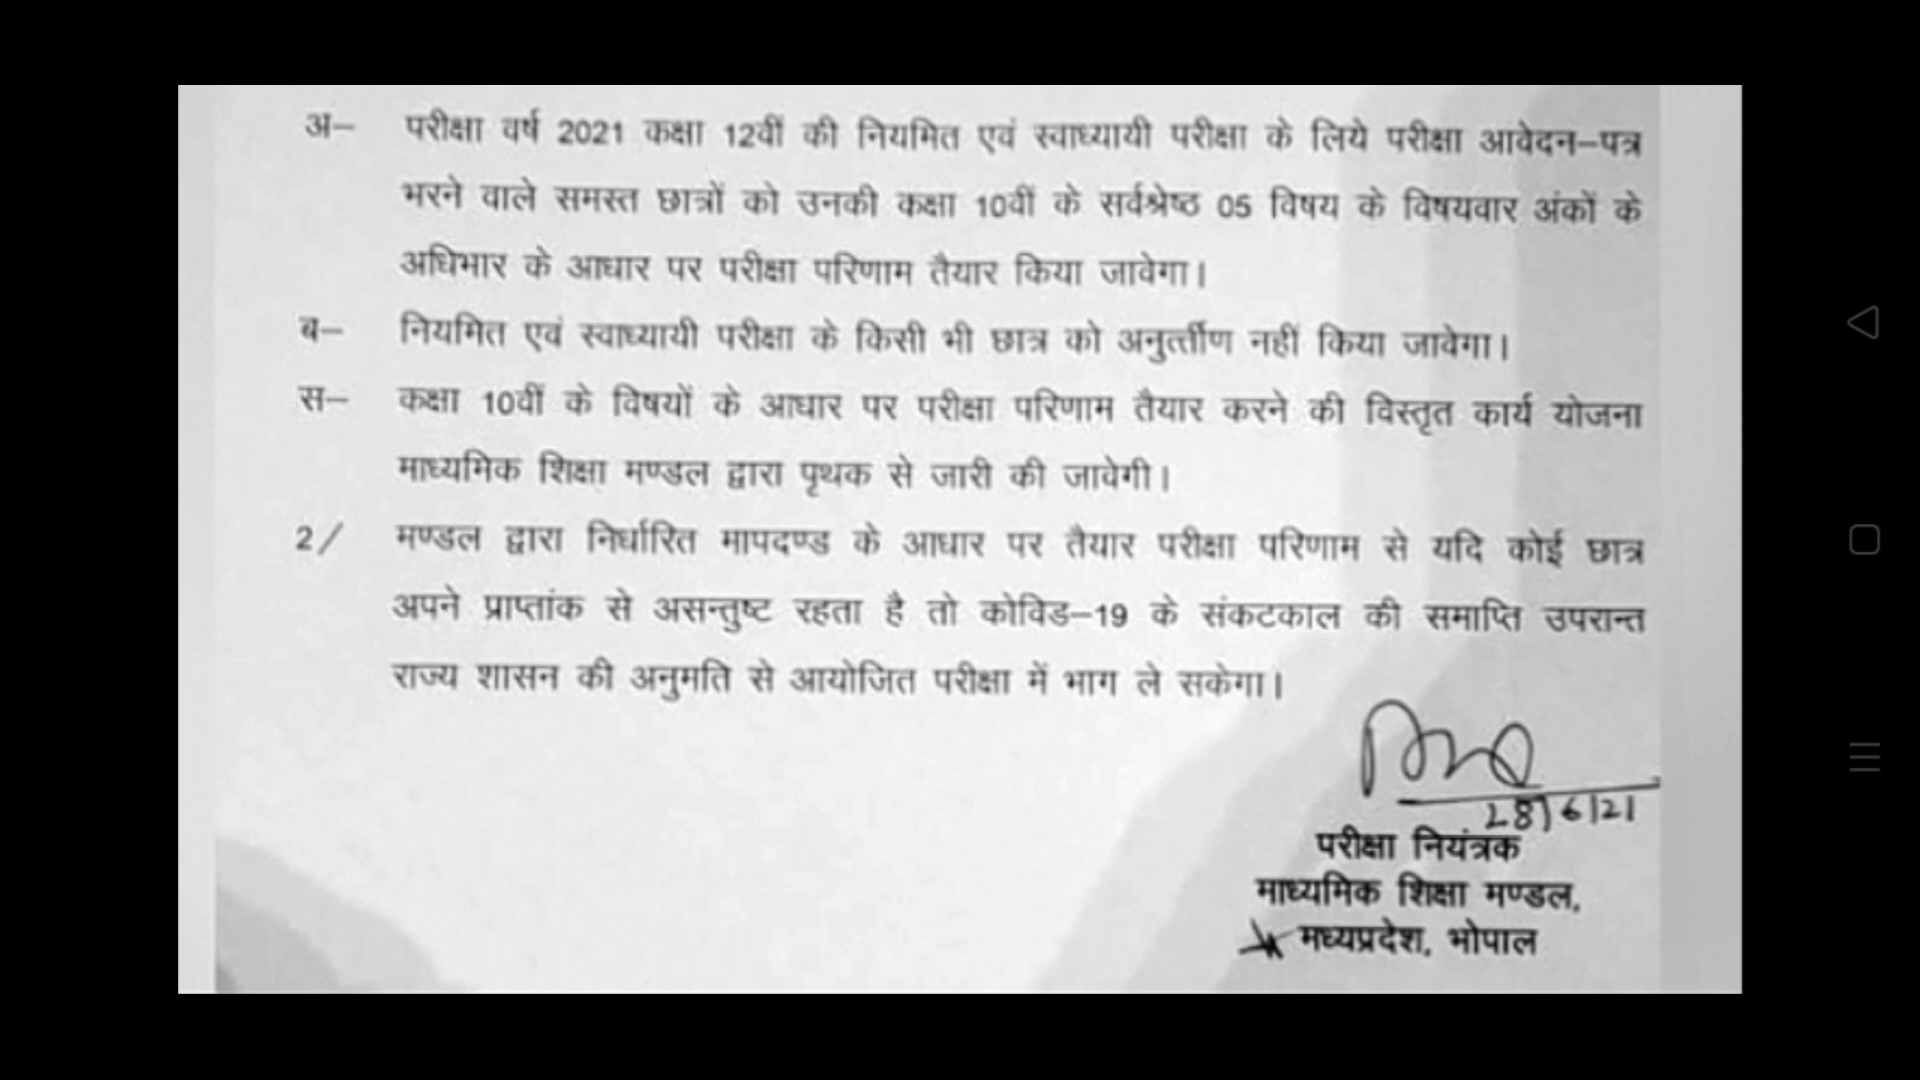 अ– परीक्षा वर्ष 2021 कक्षा 12वीं की नियमित एवं स्वाध्यायी परीक्षा के लिये परीक्षा आवेदन–पत्र
भरने वाले समस्त छात्रों को उनकी कक्षा 10वीं के सर्वश्रेष्ठ 05 विषय के विषयवार अंकों के
अधिभार के आधार पर परीक्षा परिणाम तैयार किया जावेगा।
ब– नियमित एवं स्वाध्यायी परीक्षा के किसी भी छात्र को अनुर्त्तीण नहीं किया जावेगा।
स– कक्षा 10वीं के विषयों के आधार पर परीक्षा परिणाम तैयार करने की विस्तृत कार्य योजना
माध्यमिक शिक्षा मण्डल द्वारा पृथक से जारी की जावेगी।
2/ मण्डल द्वारा निर्धारित मापदण्ड के आधार पर तैयार परीक्षा परिणाम से यदि कोई छात्र
अपने प्राप्तांक से असन्तुष्ट रहता है तो कोविड–19 के संकटकाल की समाप्ति उपरान्त
राज्य शासन की अनुमति से आयोजित परीक्षा में भाग ले सकेगा।
28/6/21
परीक्षा नियंत्रक
माध्यमिक शिक्षा मण्डल,
मध्यप्रदेश, भोपाल